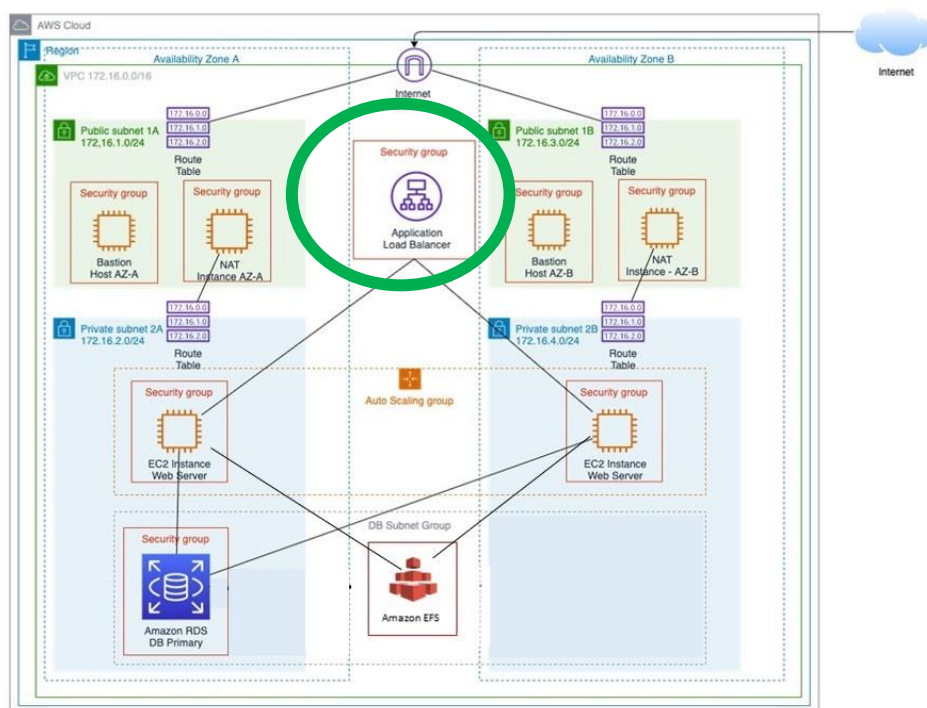 AWS Cloud
Region
Availability Zone A
Availability Zone B
Internet
VPC 172.16.0.0/16
Internet
172.16.0.0
172.16.1.0
172.16.2.0
Route
Table
Public subnet 1A
172,16.1.0/24
Security group
Bastion
Host AZ-A
Security group
NAT
Instance AZ-A
Security group
Application
Load Balancer
172.16.0.0
172.16.1.0
172.16.2.0
Route
Table
Public subnet 1B
172.16.3.0/24
Security group
Bastion
Host AZ-B
Security group
NAT
Instance - AZ-B
172.16.0.0
172.16.1.0
172.16.2.0
Route
Table
Private subnet 2A
172.16.2.0/24
172.16.0.0
172.16.1.0
172.16.2.0
Route
Table
Private subnet 2B
172.16.4.0/24
Security group
EC2 Instance
Web Server
Auto Scaling group
Security group
EC2 Instance
Web Server
DB Subnet Group
Security group
Amazon RDS
DB Primary
Amazon EFS